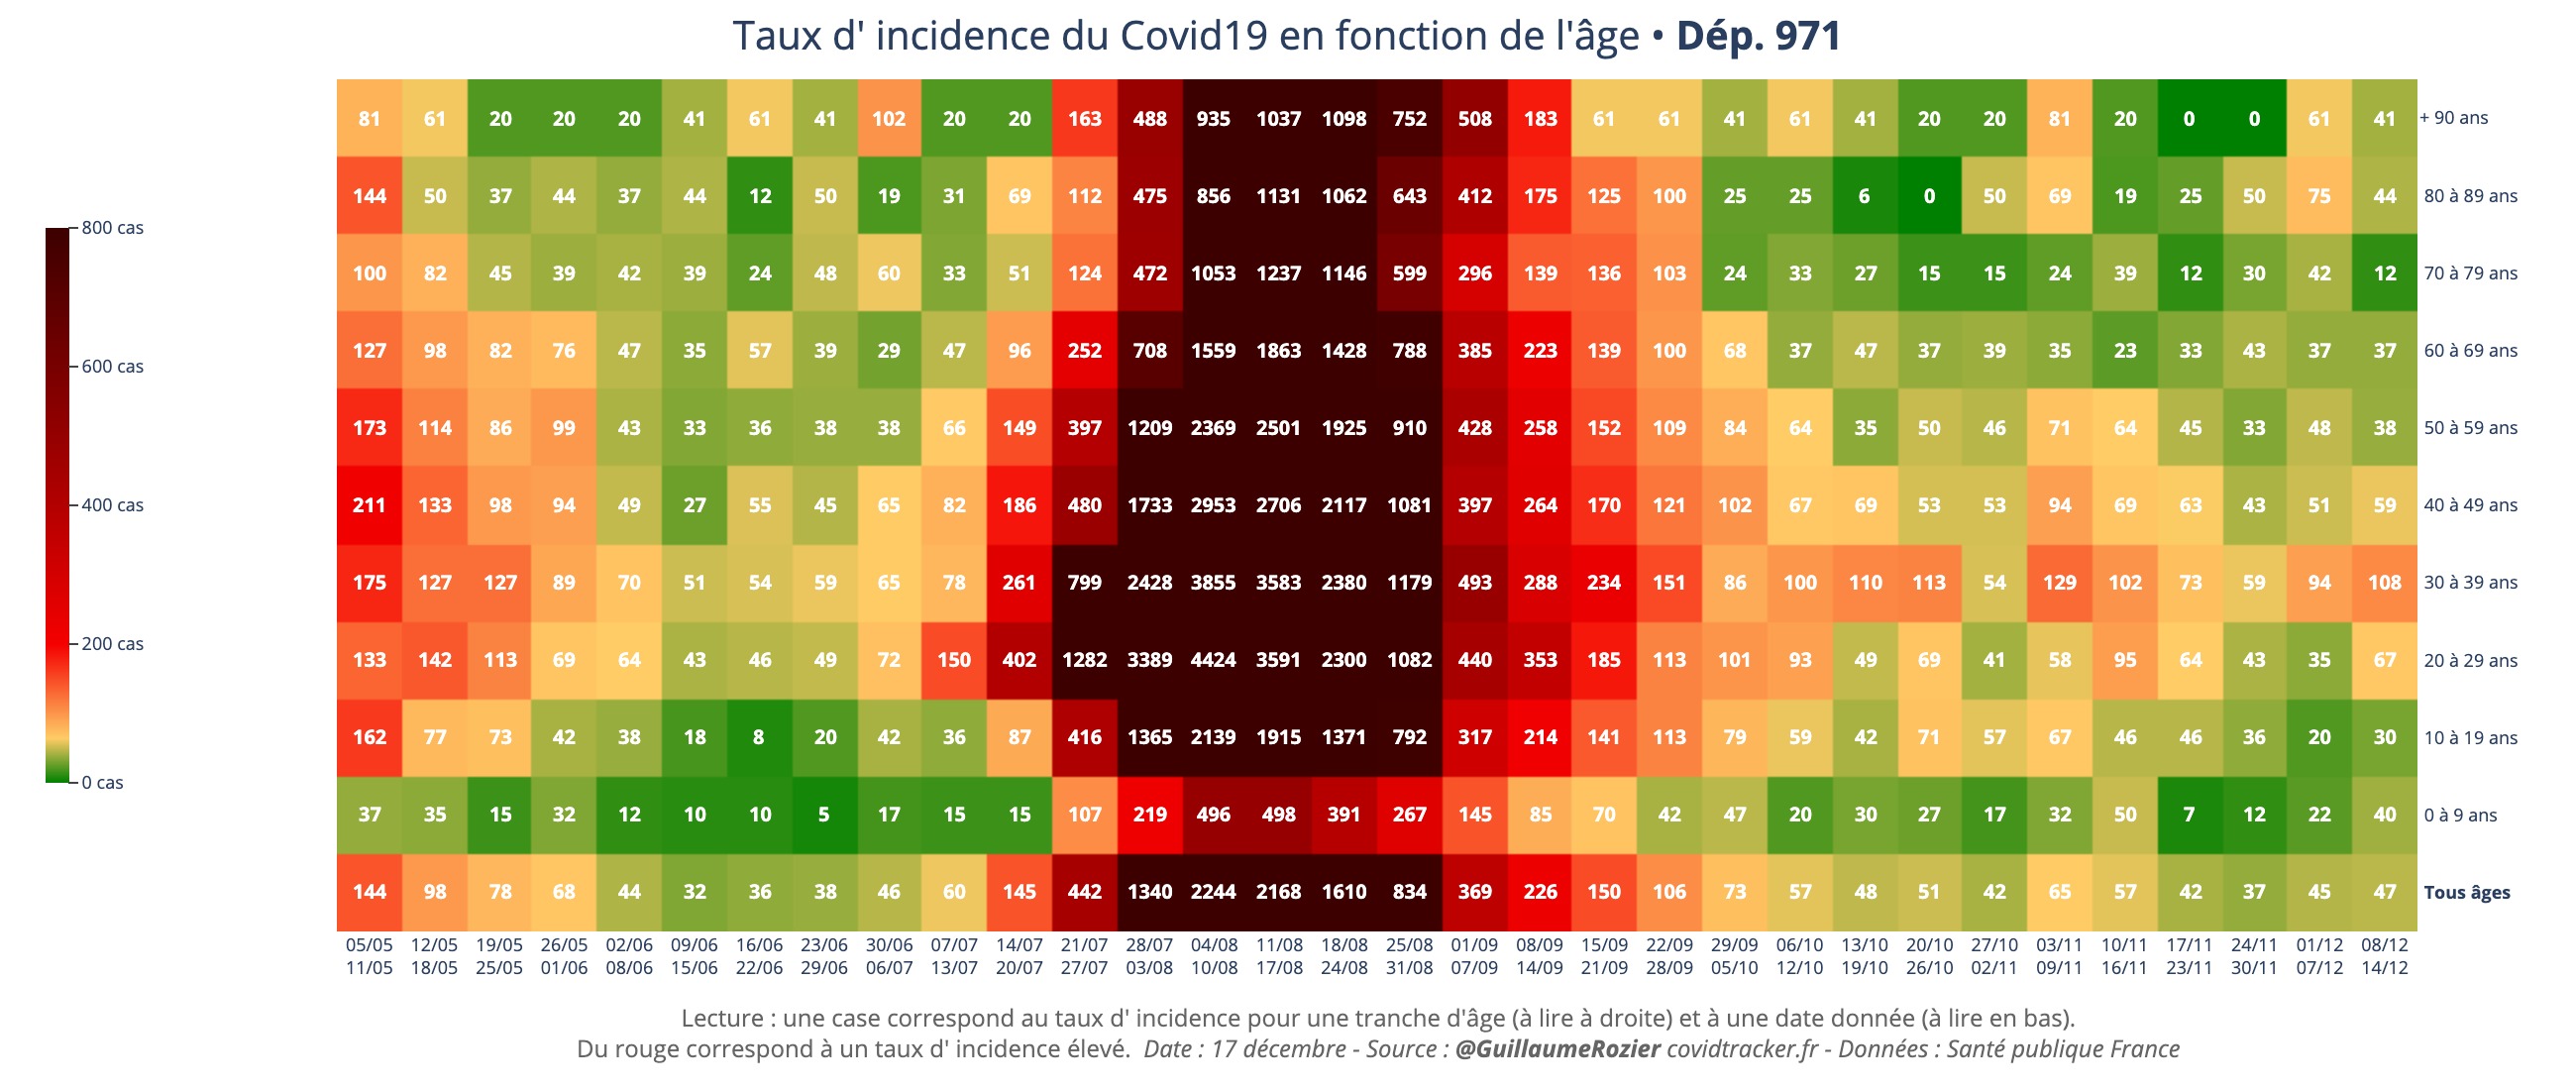 Taux d' incidence du Covid19 en fonction de l'âge • Dép. 971
81 61 20 20 20 41 61 41 102 20 20 163 488 935 1037 1098 752 508 183 61 61 41 61 41 20 20 81 20 0 0 61 41 + 90 ans
144 50 37 44 37 44 12 50 19 31 69 112 475 856 1131 1062 643 412 175 125 100 25 25 6 0 50 69 19 25 50 75 44 80 à 89 ans
800 cas
100 82 45 39 42 39 24 48 60 33 51 124 472 1053 1237 1146 599 296 139 136 103 24 33 27 15 15 24 39 12 30 42 12 70 à 79 ans
127 98 82 76 47 35 57 39 29 47 96 252 708 1559 1863 1428 788 385 223 139 100 68 37 47 37 39 35 23 33 43 37 37 60 à 69 ans
600 cas
173 114 86 99 43 33 36 38 38 66 149 397 1209 2369 2501 1925 910 428 258 152 109 84 64 35 50 46 71 64 45 33 48 38 50 à 59 ans
400 cas
211 133 98 94 49 27 55 45 65 82 186 480 1733 2953 2706 2117 1081 397 264 170 121 102 67 69 53 53 94 69 63 43 51 59 40 à 49 ans
175 127 127 89 70 51 54 59 65 78 261 799 2428 3855 3583 2380 1179 493 288 234 151 86 100 110 113 54 129 102 73 59 94 108 30 à 39 ans
200 cas
133 142 113 69 64 43 46 49 72 150 402 1282 3389 4424 3591 2300 1082 440 353 185 113 101 93 49 69 41 58 95 64 43 35 67 20 à 29 ans
162 77 73 42 38 18 8 20 42 36 87 416 1365 2139 1915 1371 792 317 214 141 113 79 59 42 71 57 67 46 46 36 20 30 10 à 19 ans
0 cas
37 35 15 32 12 10 10 5 17 15 15 107 219 496 498 391 267 145 85 70 42 47 20 30 27 17 32 50 7 12 22 40 0 à 9 ans
144 98 78 68 44 32 36 38 46 60 145 442 1340 2244 2168 1610 834 369 226 150 106 73 57 48 51 42 65 57 42 37 45 47 Tous âges
05/05 12/05 19/05 26/05 02/06 09/06 16/06 23/06 30/06 07/07 14/07 21/07 28/07 04/08 11/08 18/08 25/08 01/09 08/09 15/09 22/09 29/09 06/10 13/10 20/10 27/10 03/11 10/11 17/11 24/11 01/12 08/12
11/05 18/05 25/05 01/06 08/06 15/06 22/06 29/06 06/07 13/07 20/07 27/07 03/08 10/08 17/08 24/08 31/08 07/09 14/09 21/09 28/09 05/10 12/10 19/10 26/10 02/11 09/11 16/11 23/11 30/11 07/12 14/12
Lecture : une case correspond au taux d' incidence pour une tranche d'âge (à lire à droite) et à une date donnée (à lire en bas).
Du rouge correspond à un taux d' incidence élevé. Date : 17 décembre - Source : @GuillaumeRozier covidtracker.fr - Données : Santé publique France